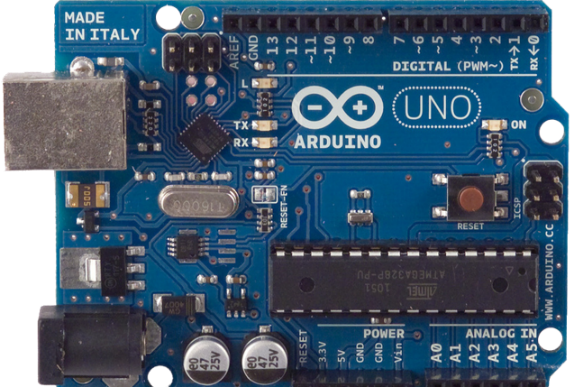 MADE
IN ITALY
AREF
GND
13
12
~11
~10
~9
8
7
~6
~5
4
~3
2
TX→1
RX←0
DIGITAL (PWM~)
L
TX
RX
ARDUINO
UNO
™
ON
RESET-EN
T16.000
ICSP
RESET
WWW.ARDUINO.CC
ATMEGA328P-PU
1051
ATMEL
POWER
ANALOG IN
RESET
3.3V
5V
GND
GND
Vin
A0
A1
A2
A3
A4
A5
47
25V
47
25V